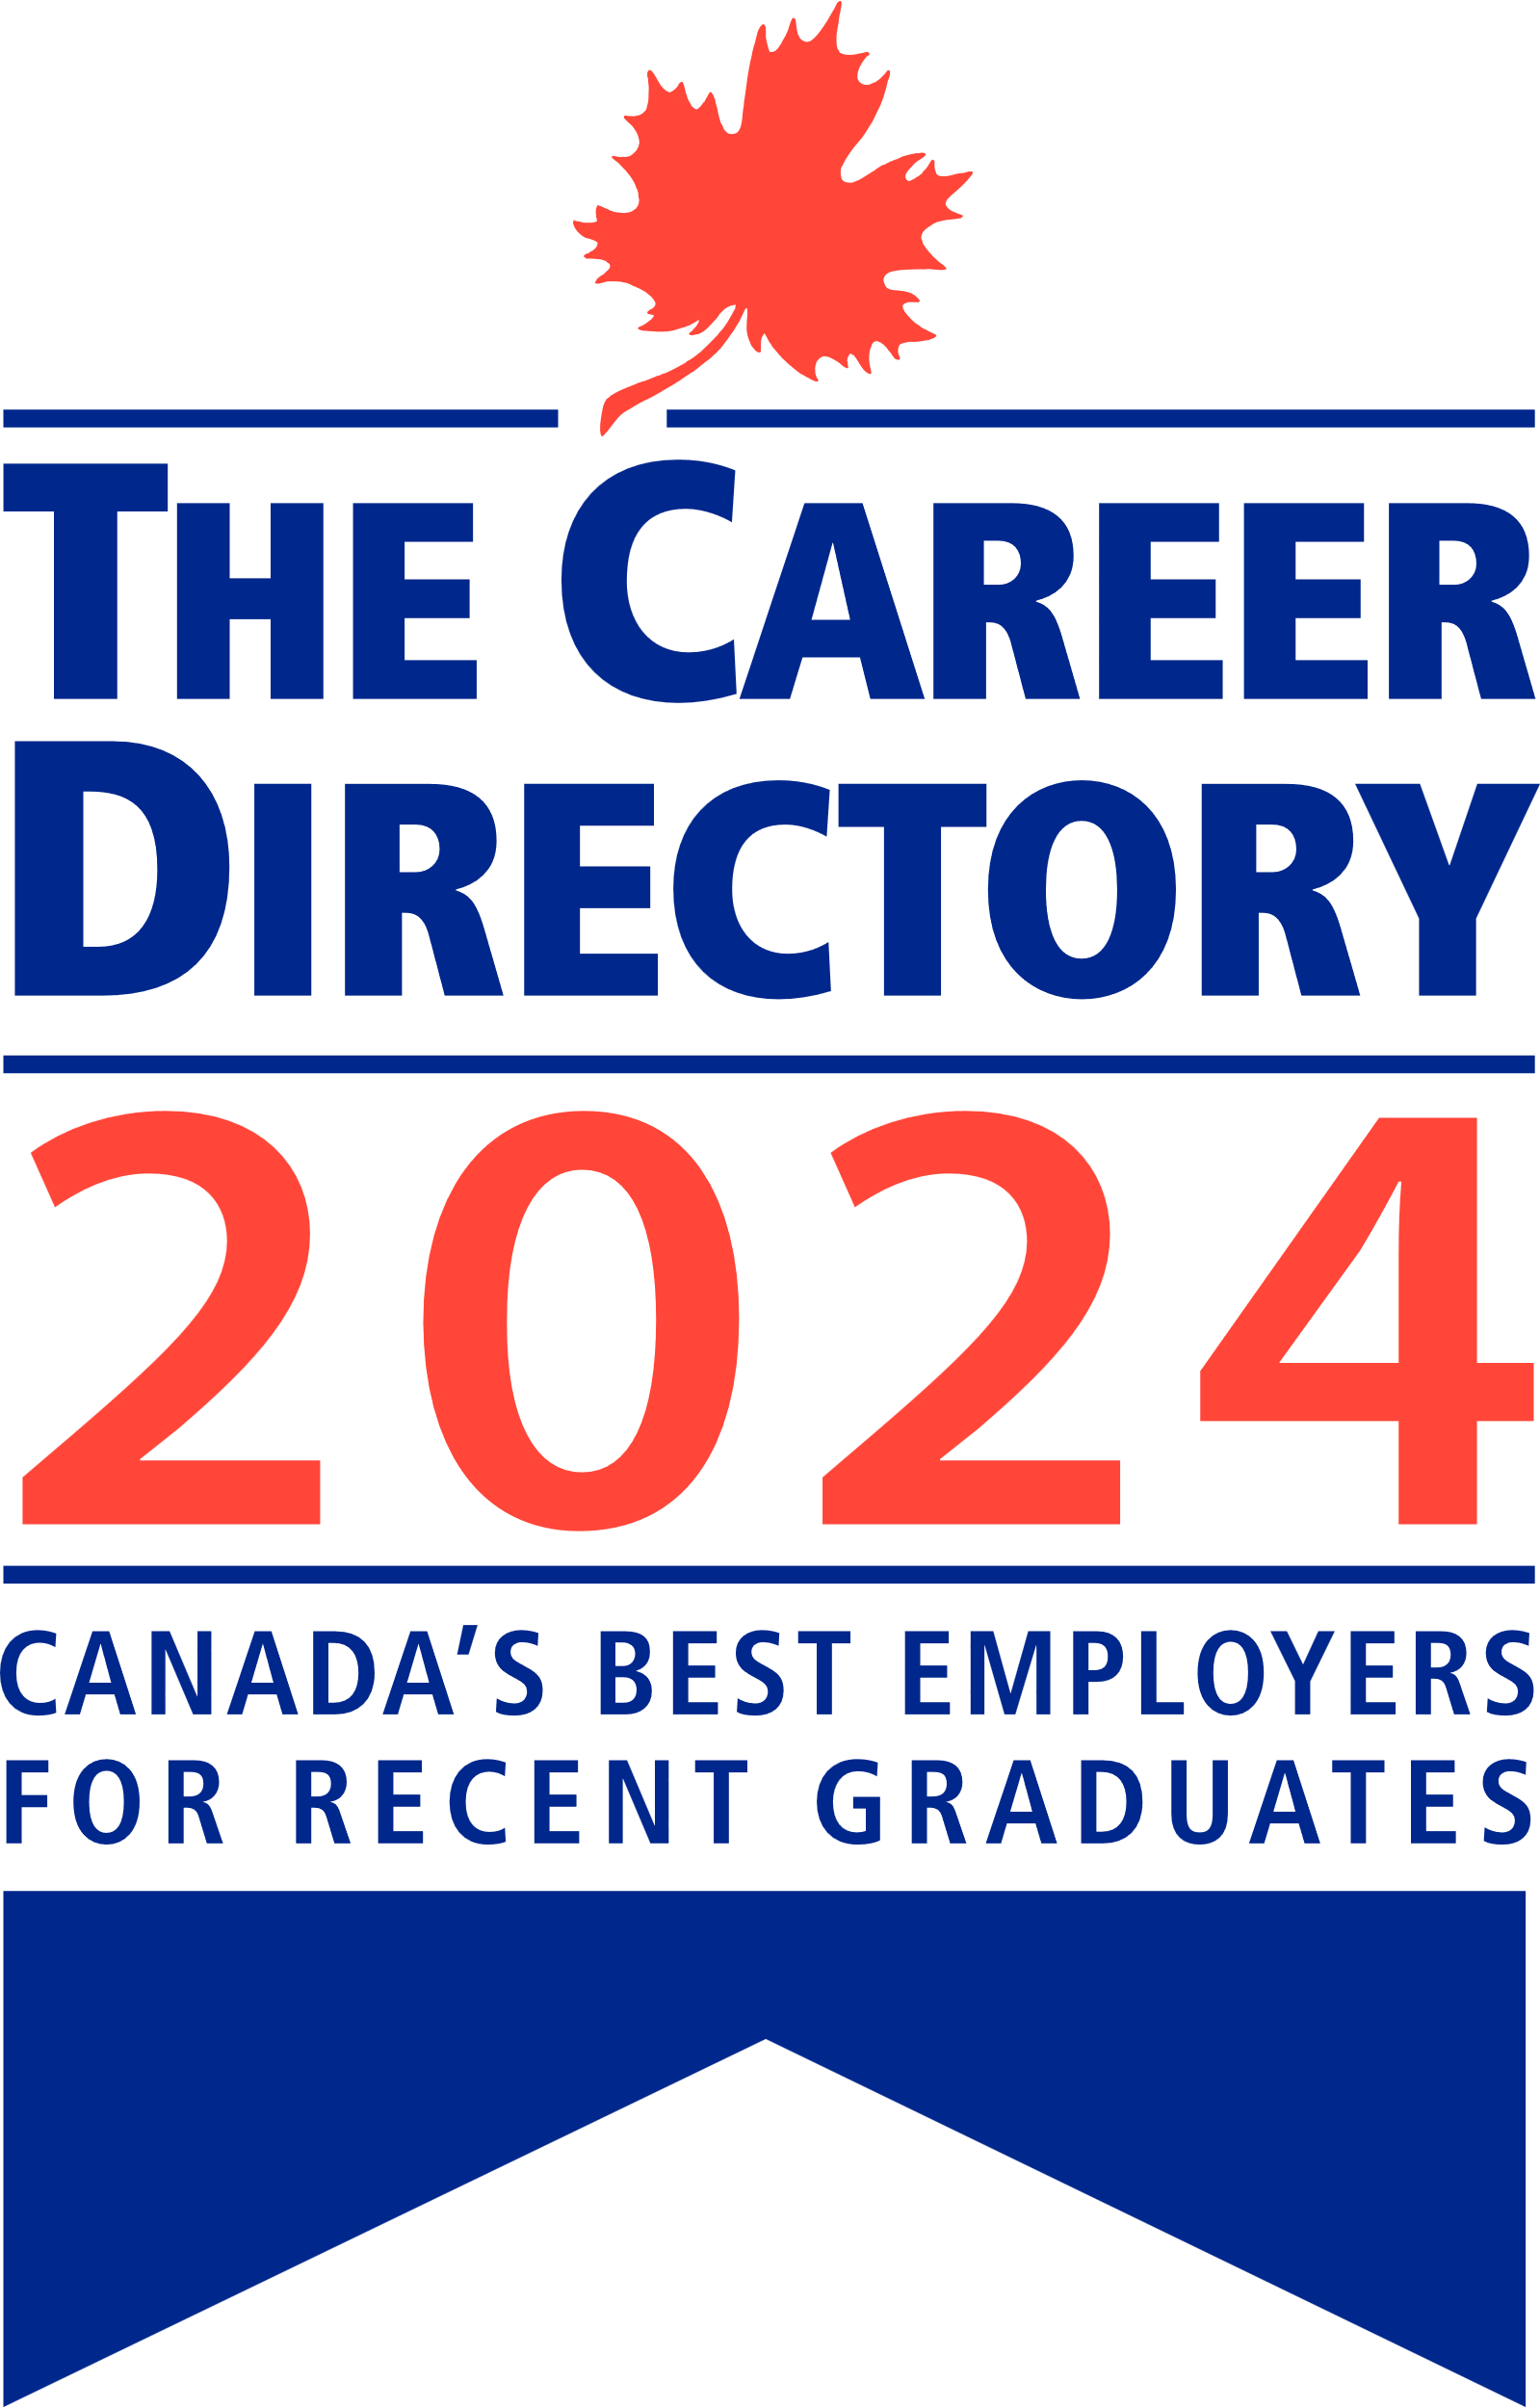 THE CAREER
DIRECTORY
2024
CANADA'S BEST EMPLOYERS
FOR RECENT GRADUATES